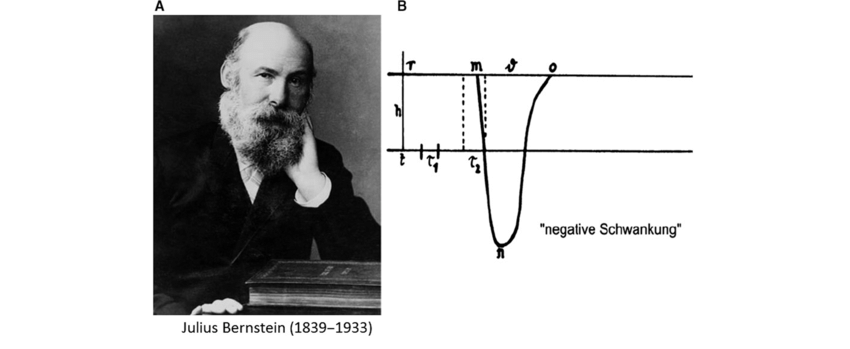 A
B
τ m ϑ o
h
t τ₁ τ₂
n
"negative Schwankung"
Julius Bernstein (1839–1933)